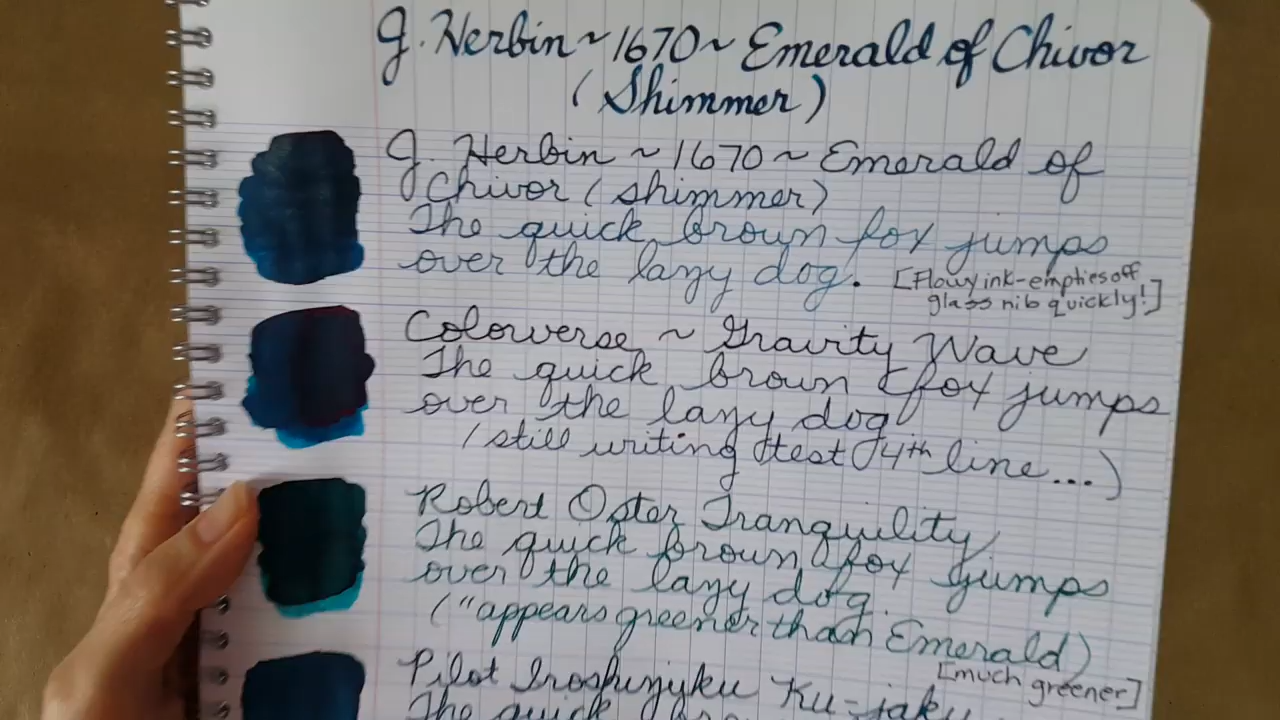 J. Herbin ~ 1670 ~ Emerald of Chivor
(Shimmer)
J. Herbin ~ 1670 ~ Emerald of
Chivor (shimmer)
The quick brown fox jumps
over the lazy dog.
[Flowy ink-empties off
glass nib quickly!]
Colorverse ~ Gravity Wave
The quick brown fox jumps
over the lazy dog
(still writing test 4th line...)
Robert Oster Tranquility
The quick brown fox jumps
over the lazy dog.
("appears greener than Emerald)
[much greener]
Pilot Iroshizuku Ku-jaku
The quick